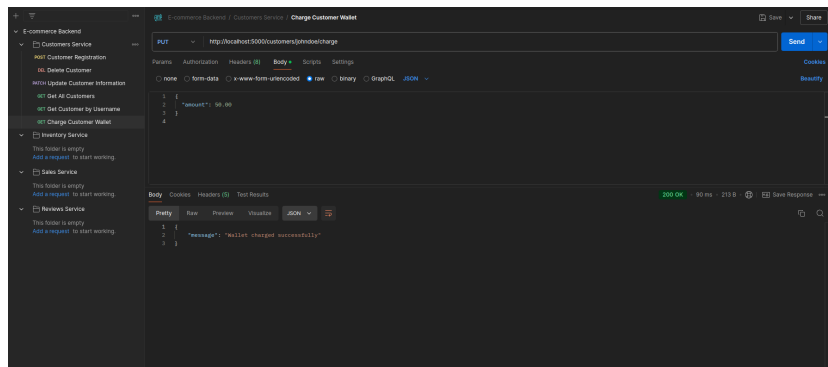 E-commerce Backend / Customers Service / Charge Customer Wallet
Save
Share
E-commerce Backend
Customers Service
POST Customer Registration
DEL Delete Customer
PATCH Update Customer Information
GET Get All Customers
GET Get Customer by Username
GET Charge Customer Wallet
Inventory Service
This folder is empty
Add a request to start working.
Sales Service
This folder is empty
Add a request to start working.
Reviews Service
This folder is empty
Add a request to start working.
PUT
http://localhost:5000/customers/johndoe/charge
Send
Params Authorization Headers (8) Body Scripts Settings
Cookies
none form-data x-www-form-urlencoded raw binary GraphQL JSON
Beautify
1 {
2 "amount": 50.00
3 }
4
Body Cookies Headers (5) Test Results
200 OK 90 ms 213 B Save Response
Pretty Raw Preview Visualize JSON
1 {
2 "message": "Wallet charged successfully"
3 }